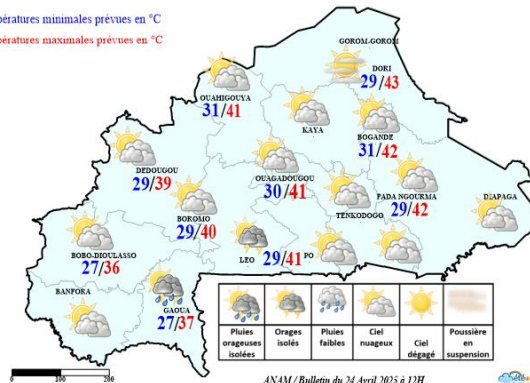 pératures minimales prévues en °C
pératures maximales prévues en °C
GOROM-GOROM
DORI
29/43
OUAHIGOUYA
31/41
KAYA
BOGANDE
31/42
DEDOUGOU
29/39
OUAGADOUGOU
30/41
FADA NGOURMA
29/42
DIAPAGA
TENKODOGO
BOROMO
29/40
BOBO-DIOULASSO
27/36
LEO
29/41
PO
BANFORA
GAOUA
27/37
Pluies orageuses isolées
Orages isolés
Pluies faibles
Ciel nuageux
Ciel dégagé
Poussière en suspension
0
100
200
ANAM / Bulletin du 24 Avril 2025 à 12H